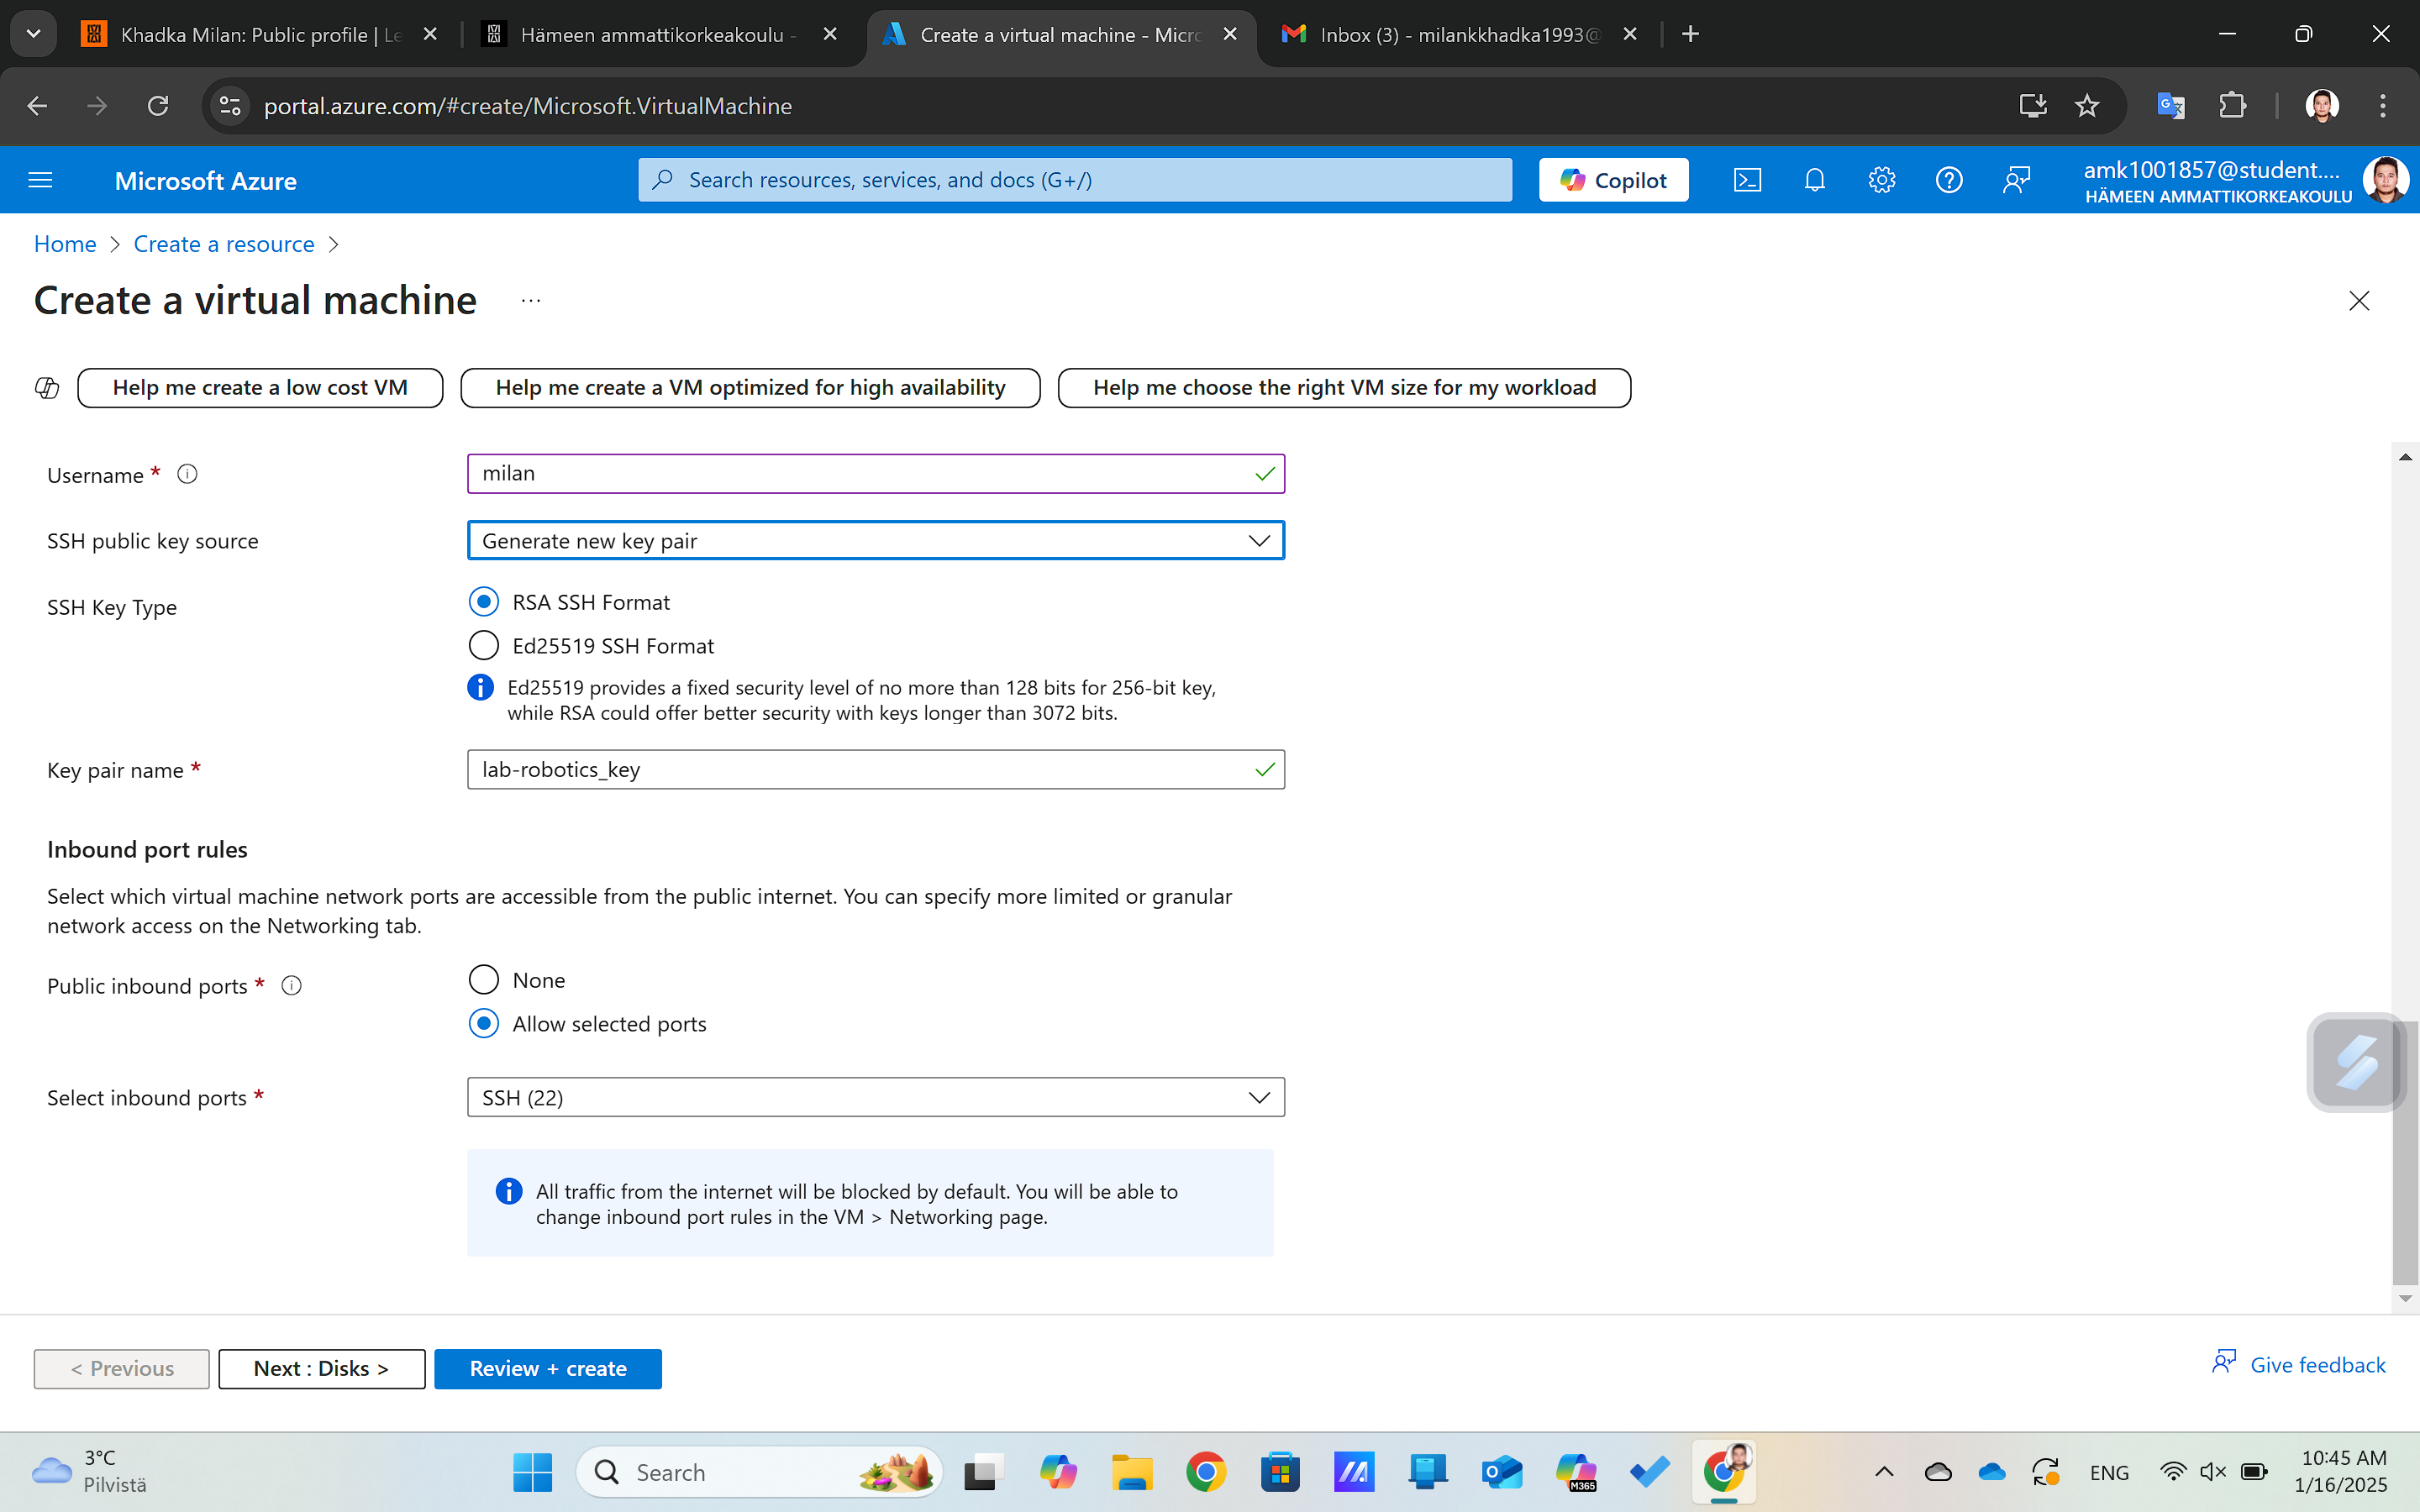 Khadka Milan: Public profile | Le
Hämeen ammattikorkeakoulu -
Create a virtual machine - Micro
Inbox (3) - milankkhadka1993@
portal.azure.com/#create/Microsoft.VirtualMachine
Microsoft Azure
Search resources, services, and docs (G+/)
Copilot
amk1001857@student....
HÄMEEN AMMATTIKORKEAKOULU
Home > Create a resource >
Create a virtual machine ...
Help me create a low cost VM
Help me create a VM optimized for high availability
Help me choose the right VM size for my workload
Username *
milan
SSH public key source
Generate new key pair
SSH Key Type
RSA SSH Format
Ed25519 SSH Format
Ed25519 provides a fixed security level of no more than 128 bits for 256-bit key,
while RSA could offer better security with keys longer than 3072 bits.
Key pair name *
lab-robotics_key
Inbound port rules
Select which virtual machine network ports are accessible from the public internet. You can specify more limited or granular
network access on the Networking tab.
Public inbound ports *
None
Allow selected ports
Select inbound ports *
SSH (22)
All traffic from the internet will be blocked by default. You will be able to
change inbound port rules in the VM > Networking page.
< Previous
Next : Disks >
Review + create
Give feedback
3°C
Pilvistä
Search
M365
ENG
10:45 AM
1/16/2025